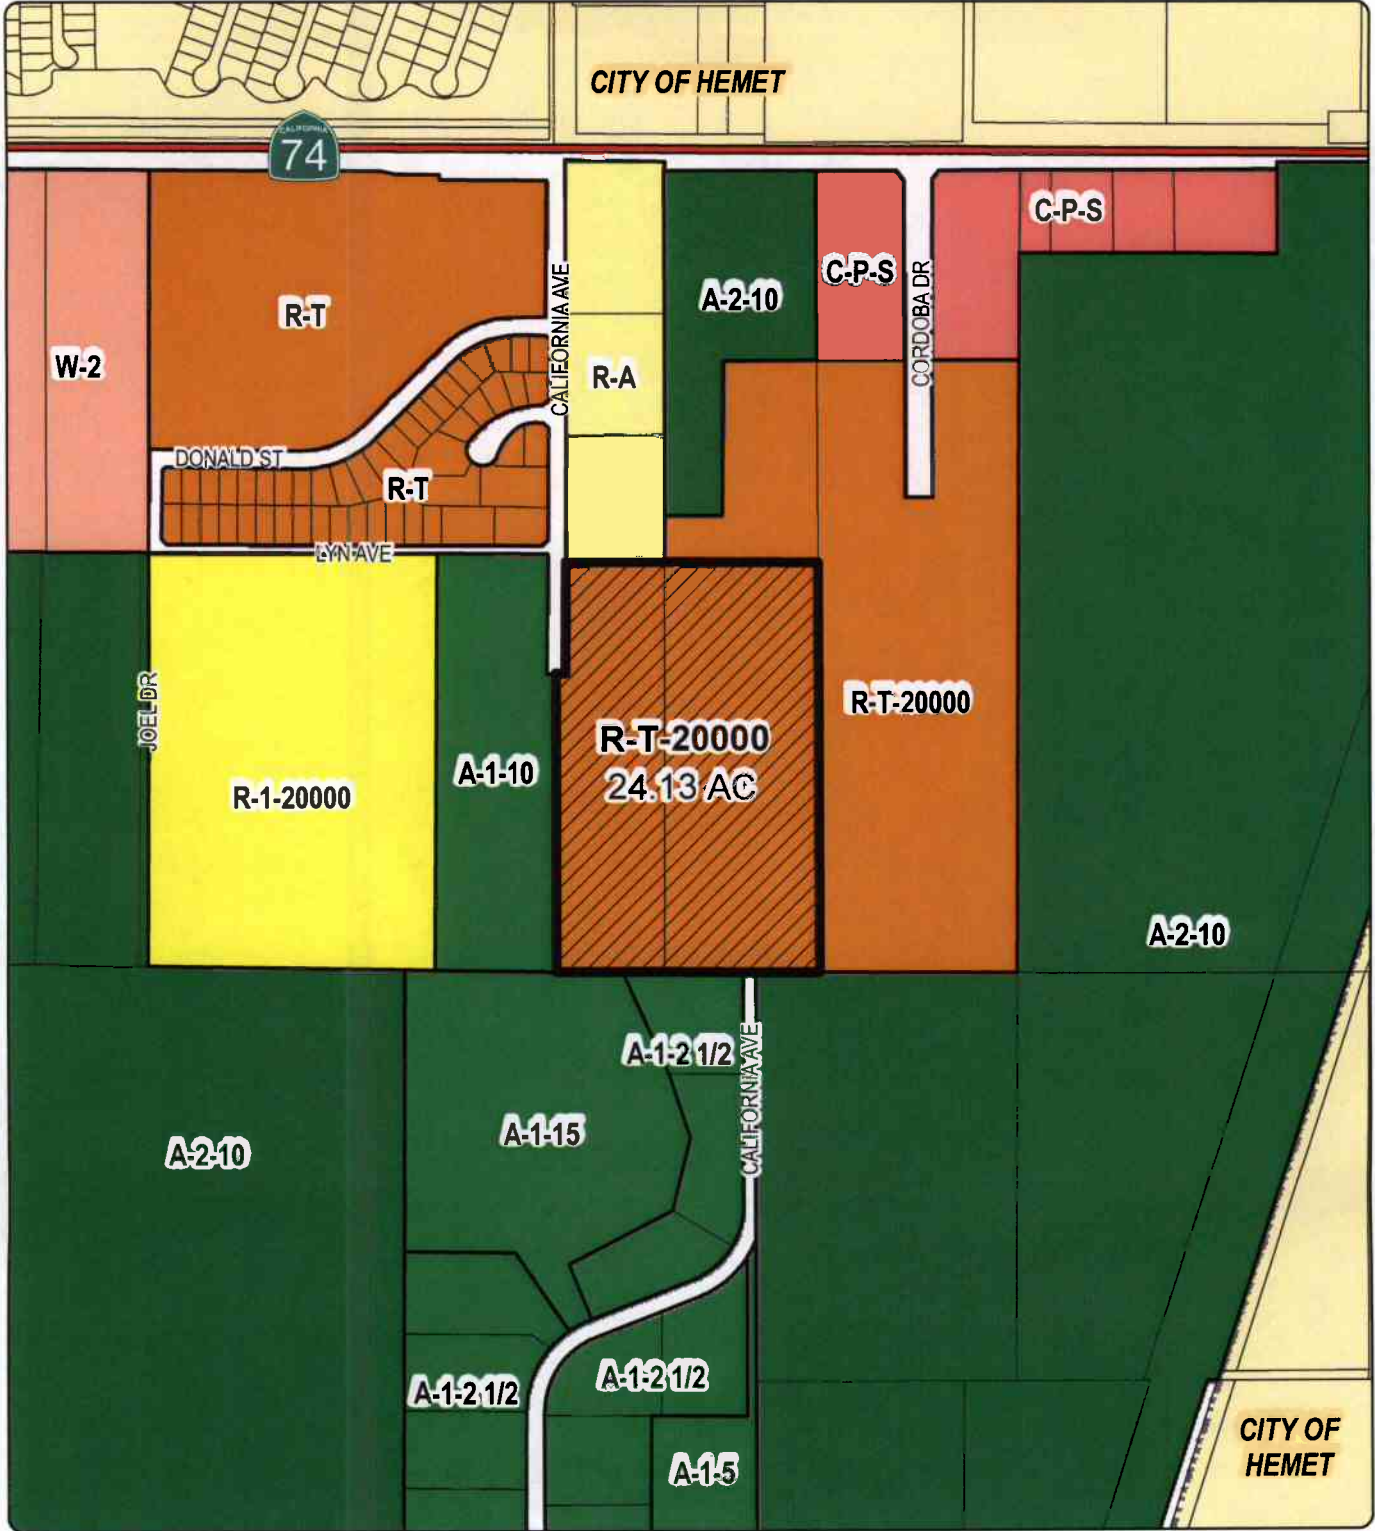 CITY OF HEMET
CALIFORNIA
74
C-P-S
C-P-S
A-2-10
R-T
CALIFORNIA AVE
CORDOBA DR
W-2
R-A
DONALD ST
R-T
LYN AVE
JOEL DR
R-T-20000
R-T-20000
24.13 AC
A-1-10
R-1-20000
A-2-10
A-1-2 1/2
CALIFORNIA AVE
A-1-15
A-2-10
A-1-2 1/2
A-1-2 1/2
A-1-5
CITY OF
HEMET